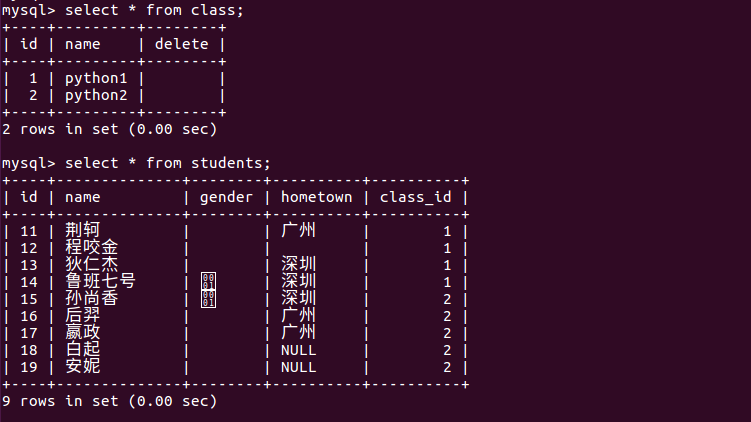 mysql> select * from class;
+----+---------+--------+
| id | name    | delete |
+----+---------+--------+
|  1 | python1 |        |
|  2 | python2 |        |
+----+---------+--------+
2 rows in set (0.00 sec)
mysql> select * from students;
+----+--------------+--------+----------+----------+
| id | name         | gender | hometown | class_id |
+----+--------------+--------+----------+----------+
| 11 | 荆轲         |        | 广州     |        1 |
| 12 | 程咬金       |        |          |        1 |
| 13 | 狄仁杰       |        | 深圳     |        1 |
| 14 | 鲁班七号     | 0001   | 深圳     |        1 |
| 15 | 孙尚香       | 0001   | 深圳     |        2 |
| 16 | 后羿         |        | 广州     |        2 |
| 17 | 嬴政         |        | 广州     |        2 |
| 18 | 白起         |        | NULL     |        2 |
| 19 | 安妮         |        | NULL     |        2 |
+----+--------------+--------+----------+----------+
9 rows in set (0.00 sec)